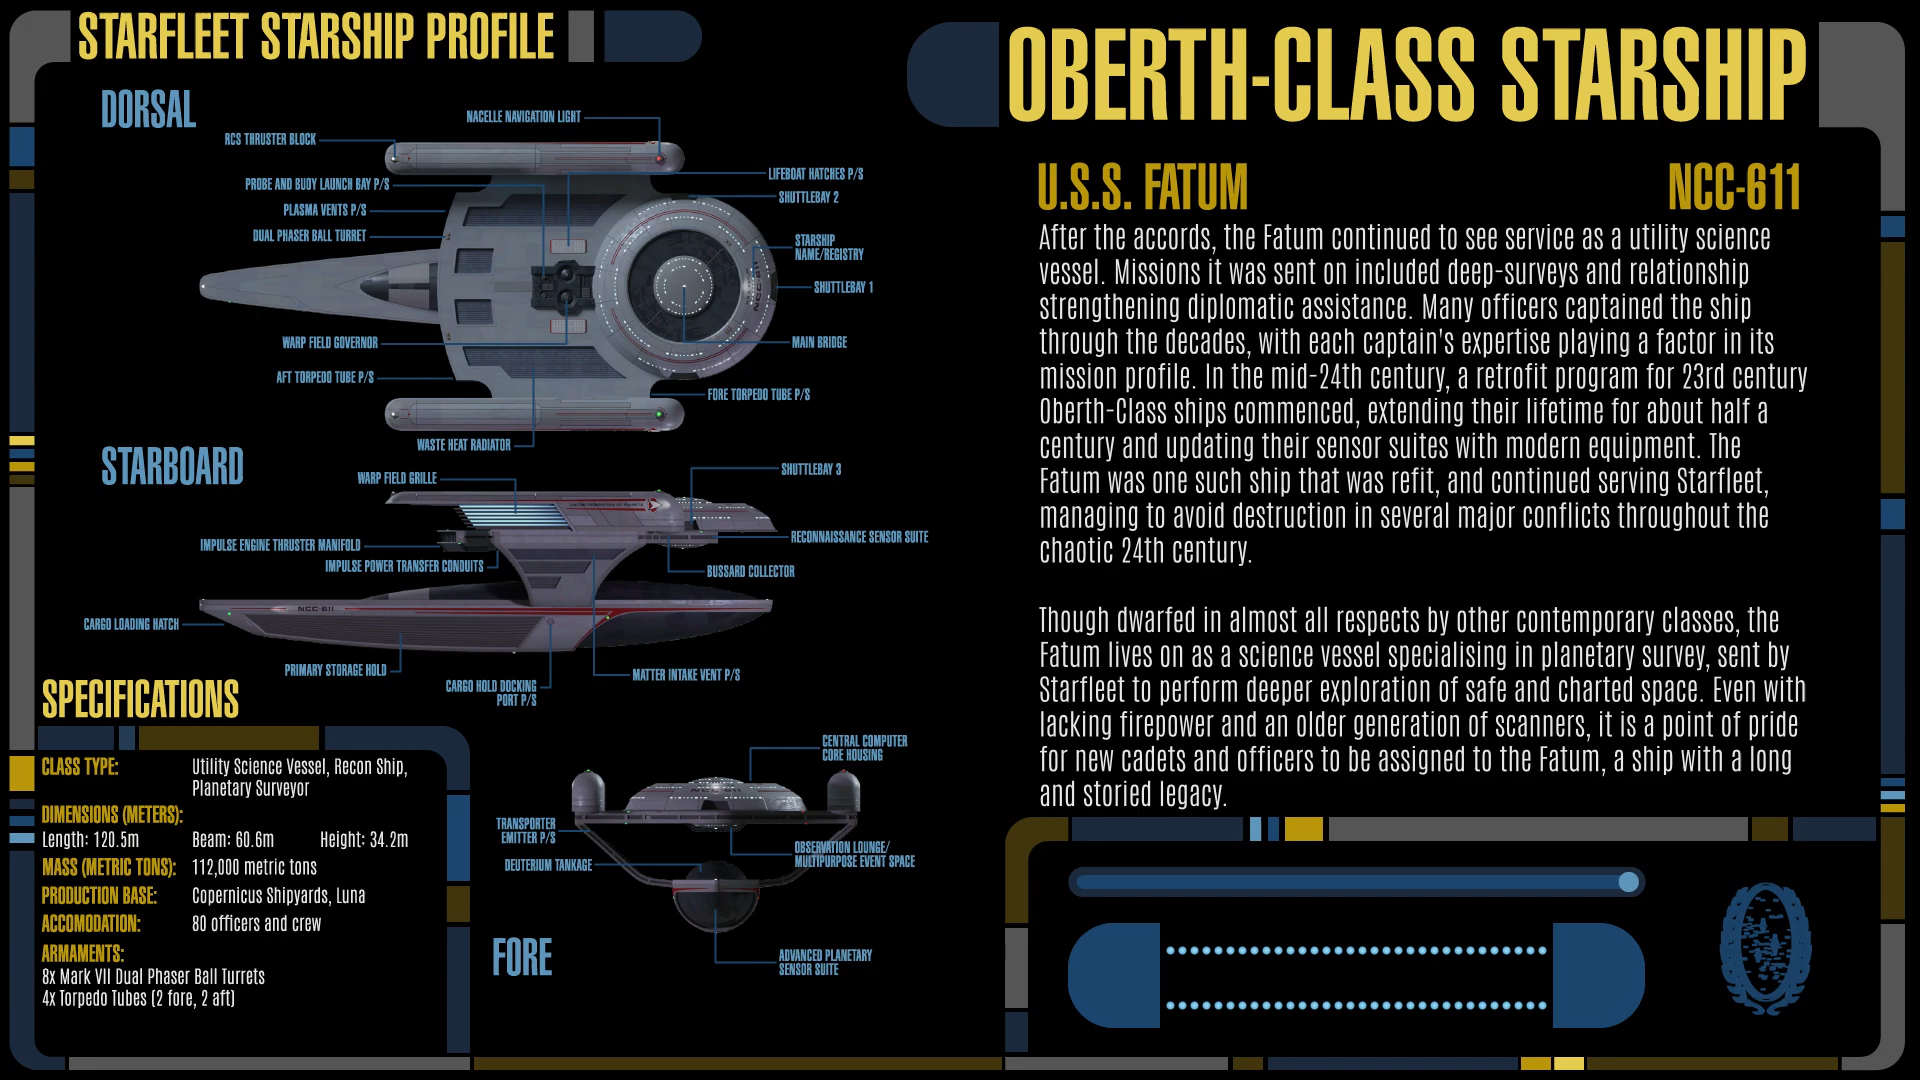 STARFLEET STARSHIP PROFILE
DORSAL
NACELLE NAVIGATION LIGHT
RCS THRUSTER BLOCK
PROBE AND BUOY LAUNCH BAY P/S
PLASMA VENTS P/S
DUAL PHASER BALL TURRET
LIFEBOAT HATCHES P/S
SHUTTLEBAY 2
STARSHIP
NAME/REGISTRY
SHUTTLEBAY 1
NCC-611
WARP FIELD GOVERNOR
MAIN BRIDGE
AFT TORPEDO TUBE P/S
FORE TORPEDO TUBE P/S
WASTE HEAT RADIATOR
STARBOARD
WARP FIELD GRILLE
SHUTTLEBAY 3
IMPULSE ENGINE THRUSTER MANIFOLD
IMPULSE POWER TRANSFER CONDUITS
RECONNAISSANCE SENSOR SUITE
BUSSARD COLLECTOR
NCC-611
CARGO LOADING HATCH
PRIMARY STORAGE HOLD
CARGO HOLD DOCKING
PORT P/S
MATTER INTAKE VENT P/S
SPECIFICATIONS
CLASS TYPE: Utility Science Vessel, Recon Ship,
Planetary Surveyor
DIMENSIONS (METERS):
Length: 120.5m Beam: 60.6m Height: 34.2m
MASS (METRIC TONS): 112,000 metric tons
PRODUCTION BASE: Copernicus Shipyards, Luna
ACCOMODATION: 80 officers and crew
ARMAMENTS:
8x Mark VII Dual Phaser Ball Turrets
4x Torpedo Tubes (2 fore, 2 aft)
CENTRAL COMPUTER
CORE HOUSING
TRANSPORTER
EMITTER P/S
DEUTERIUM TANKAGE
OBSERVATION LOUNGE/
MULTIPURPOSE EVENT SPACE
FORE
ADVANCED PLANETARY
SENSOR SUITE
OBERTH-CLASS STARSHIP
U.S.S. FATUM NCC-611
After the accords, the Fatum continued to see service as a utility science
vessel. Missions it was sent on included deep-surveys and relationship
strengthening diplomatic assistance. Many officers captained the ship
through the decades, with each captain's expertise playing a factor in its
mission profile. In the mid-24th century, a retrofit program for 23rd century
Oberth-Class ships commenced, extending their lifetime for about half a
century and updating their sensor suites with modern equipment. The
Fatum was one such ship that was refit, and continued serving Starfleet,
managing to avoid destruction in several major conflicts throughout the
chaotic 24th century.
Though dwarfed in almost all respects by other contemporary classes, the
Fatum lives on as a science vessel specialising in planetary survey, sent by
Starfleet to perform deeper exploration of safe and charted space. Even with
lacking firepower and an older generation of scanners, it is a point of pride
for new cadets and officers to be assigned to the Fatum, a ship with a long
and storied legacy.